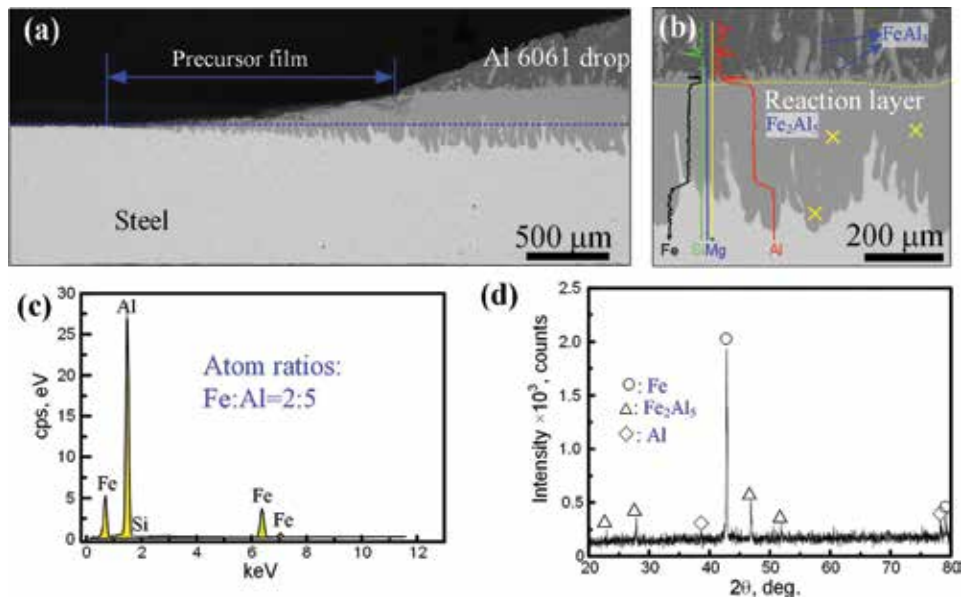 (a)
Precursor film
Al 6061 drop
Steel
500 µm
(b)
FeAl₃
Reaction layer
Fe₂Al₅
Fe
Si
Mg
Al
200 µm
(c)
30
25
20
15
10
5
0
cps, eV
Al
Fe
Si
Fe
Fe
Atom ratios:
Fe:Al=2:5
0 2 4 6 8 10 12
keV
(d)
2.5
2.0
1.5
1.0
0.5
0.0
Intensity ×10³, counts
○: Fe
△: Fe₂Al₅
◇: Al
20 30 40 50 60 70 80
2θ, deg.